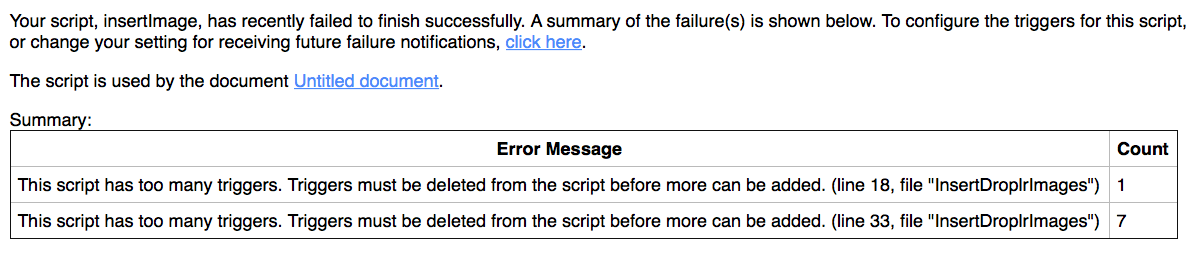 Your script, insertImage, has recently failed to finish successfully. A summary of the failure(s) is shown below. To configure the triggers for this script,
or change your setting for receiving future failure notifications, click here.
The script is used by the document Untitled document.
Summary:
Error Message Count
This script has too many triggers. Triggers must be deleted from the script before more can be added. (line 18, file "InsertDroplrImages") 1
This script has too many triggers. Triggers must be deleted from the script before more can be added. (line 33, file "InsertDroplrImages") 7